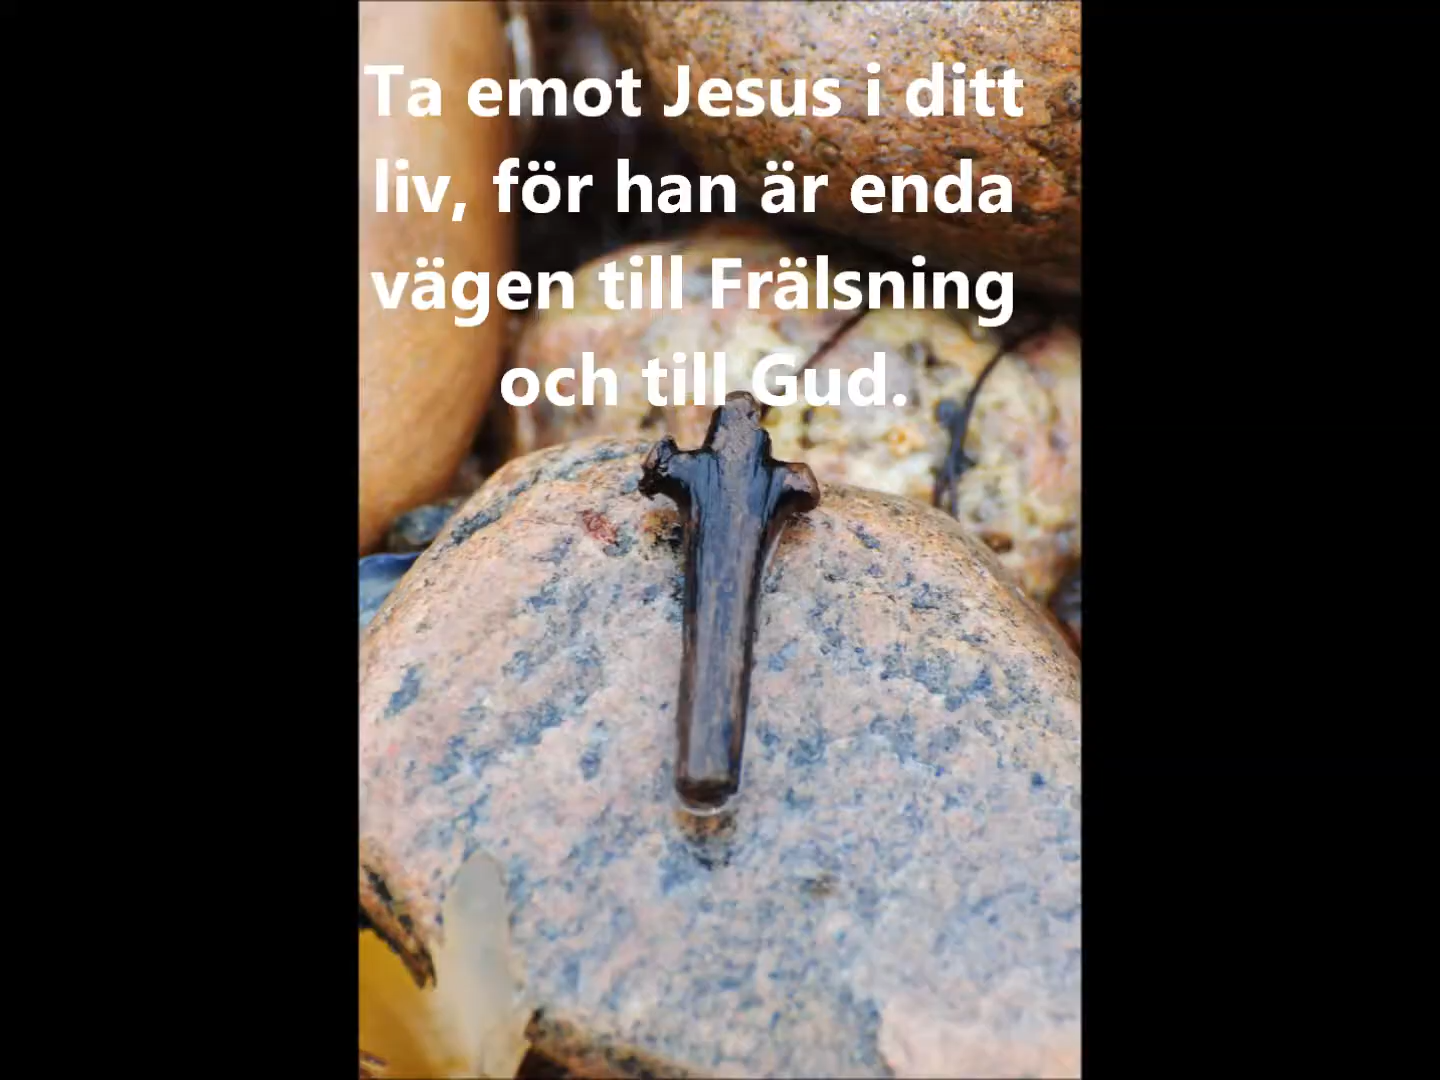 Ta emot Jesus i ditt
liv, för han är enda
vägen till Frälsning
och till Gud.